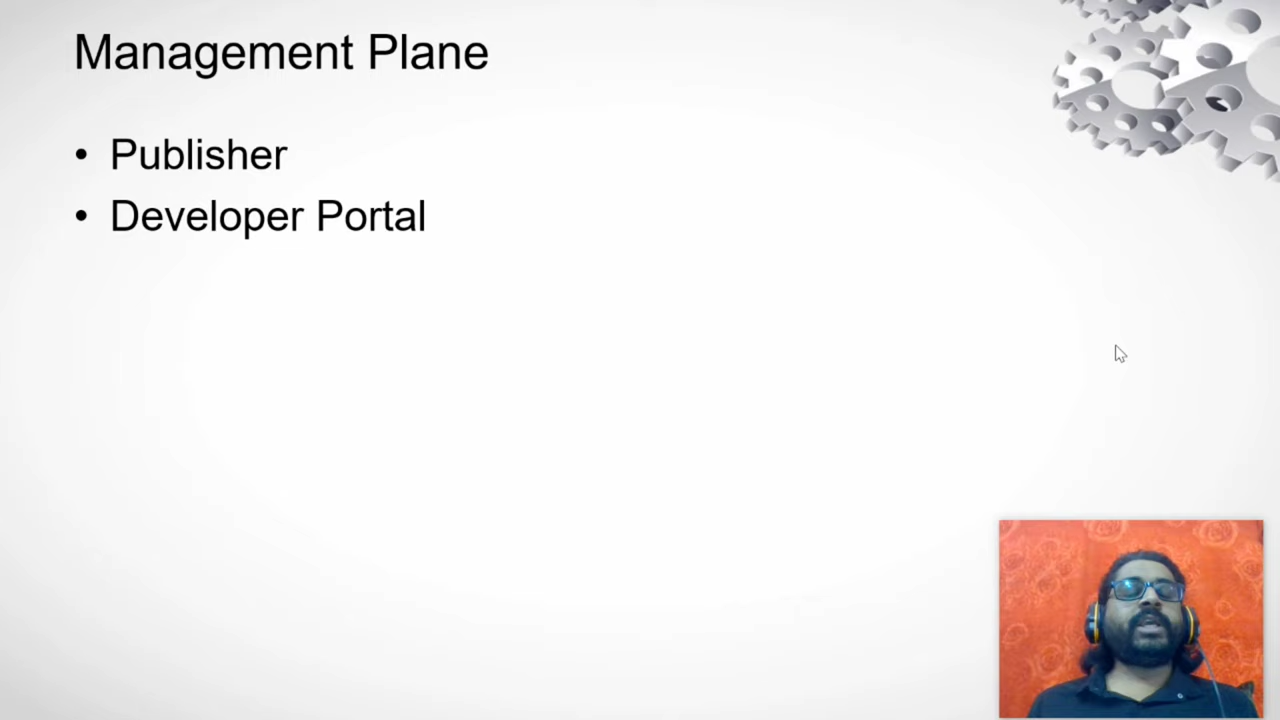 Management Plane
• Publisher
• Developer Portal